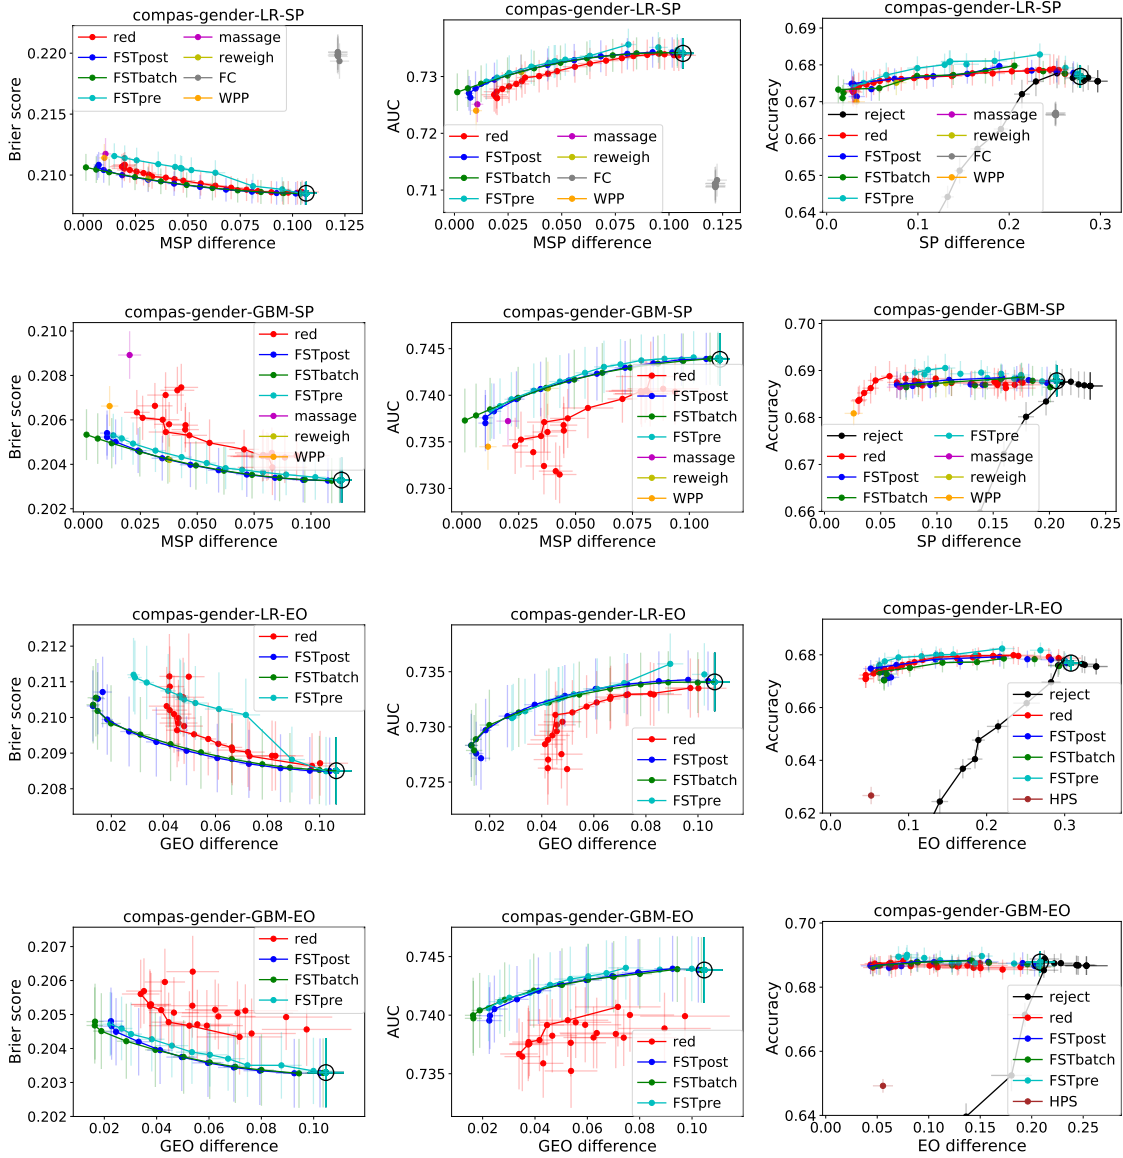 compas-gender-LR-SP
Brier score
0.220
0.215
0.210
red
FSTpost
FSTbatch
FSTpre
massage
reweigh
FC
WPP
0.000 0.025 0.050 0.075 0.100 0.125
MSP difference
compas-gender-LR-SP
AUC
0.73
0.72
0.71
red
FSTpost
FSTbatch
FSTpre
massage
reweigh
FC
WPP
0.000 0.025 0.050 0.075 0.100 0.125
MSP difference
compas-gender-LR-SP
Accuracy
0.69
0.68
0.67
0.66
0.65
0.64
reject
red
FSTpost
FSTbatch
FSTpre
massage
reweigh
FC
WPP
0.0 0.1 0.2 0.3
SP difference
compas-gender-GBM-SP
Brier score
0.210
0.208
0.206
0.204
0.202
red
FSTpost
FSTbatch
FSTpre
massage
reweigh
WPP
0.000 0.025 0.050 0.075 0.100
MSP difference
compas-gender-GBM-SP
AUC
0.745
0.740
0.735
0.730
red
FSTpost
FSTbatch
FSTpre
massage
reweigh
WPP
0.000 0.025 0.050 0.075 0.100
MSP difference
compas-gender-GBM-SP
Accuracy
0.70
0.69
0.68
0.67
0.66
reject
red
FSTpost
FSTbatch
FSTpre
massage
reweigh
WPP
0.00 0.05 0.10 0.15 0.20 0.25
SP difference
compas-gender-LR-EO
Brier score
0.212
0.211
0.210
0.209
0.208
red
FSTpost
FSTbatch
FSTpre
0.02 0.04 0.06 0.08 0.10
GEO difference
compas-gender-LR-EO
AUC
0.735
0.730
0.725
red
FSTpost
FSTbatch
FSTpre
0.02 0.04 0.06 0.08 0.10
GEO difference
compas-gender-LR-EO
Accuracy
0.68
0.66
0.64
0.62
reject
red
FSTpost
FSTbatch
FSTpre
HPS
0.0 0.1 0.2 0.3
EO difference
compas-gender-GBM-EO
Brier score
0.207
0.206
0.205
0.204
0.203
0.202
red
FSTpost
FSTbatch
FSTpre
0.02 0.04 0.06 0.08 0.10
GEO difference
compas-gender-GBM-EO
AUC
0.745
0.740
0.735
red
FSTpost
FSTbatch
FSTpre
0.02 0.04 0.06 0.08 0.10
GEO difference
compas-gender-GBM-EO
Accuracy
0.70
0.68
0.66
0.64
reject
red
FSTpost
FSTbatch
FSTpre
HPS
0.00 0.05 0.10 0.15 0.20 0.25
EO difference